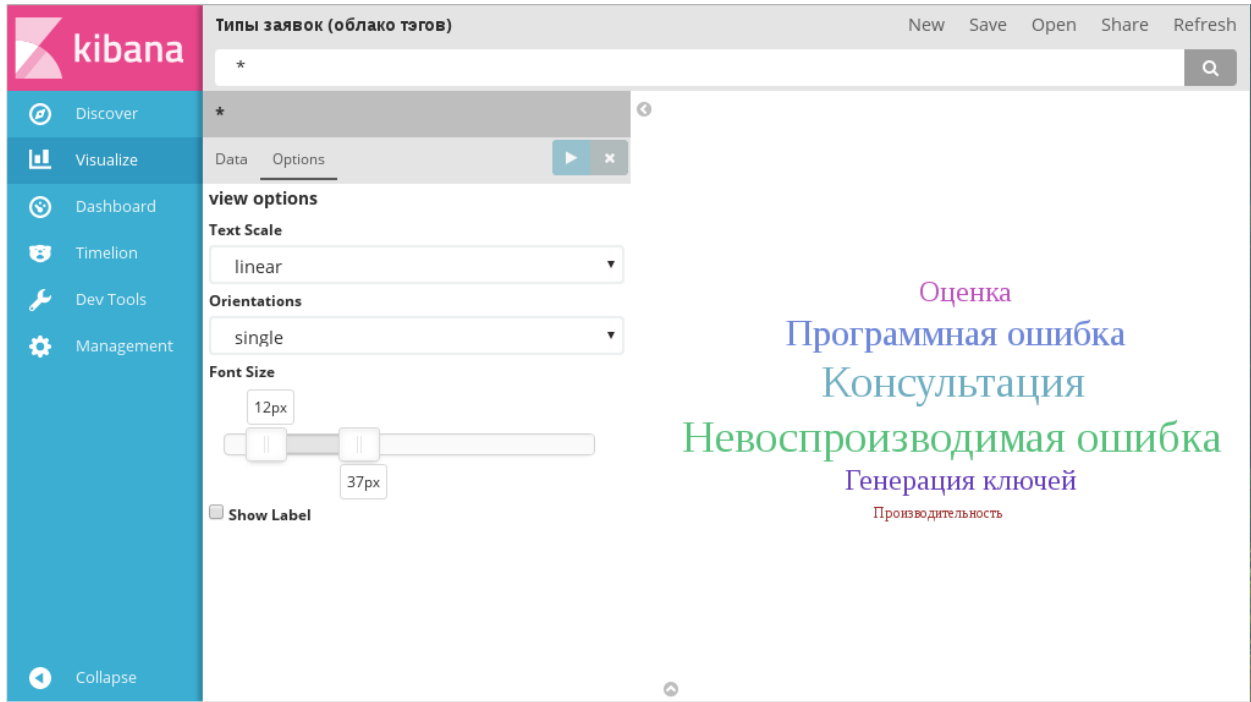 kibana
Типы заявок (облако тэгов)
New Save Open Share Refresh
*
Discover
Visualize
Dashboard
Timelion
Dev Tools
Management
Collapse
*
Data Options
view options
Text Scale
linear
Orientations
single
Font Size
12px
37px
Show Label
Оценка
Программная ошибка
Консультация
Невоспроизводимая ошибка
Генерация ключей
Производительность